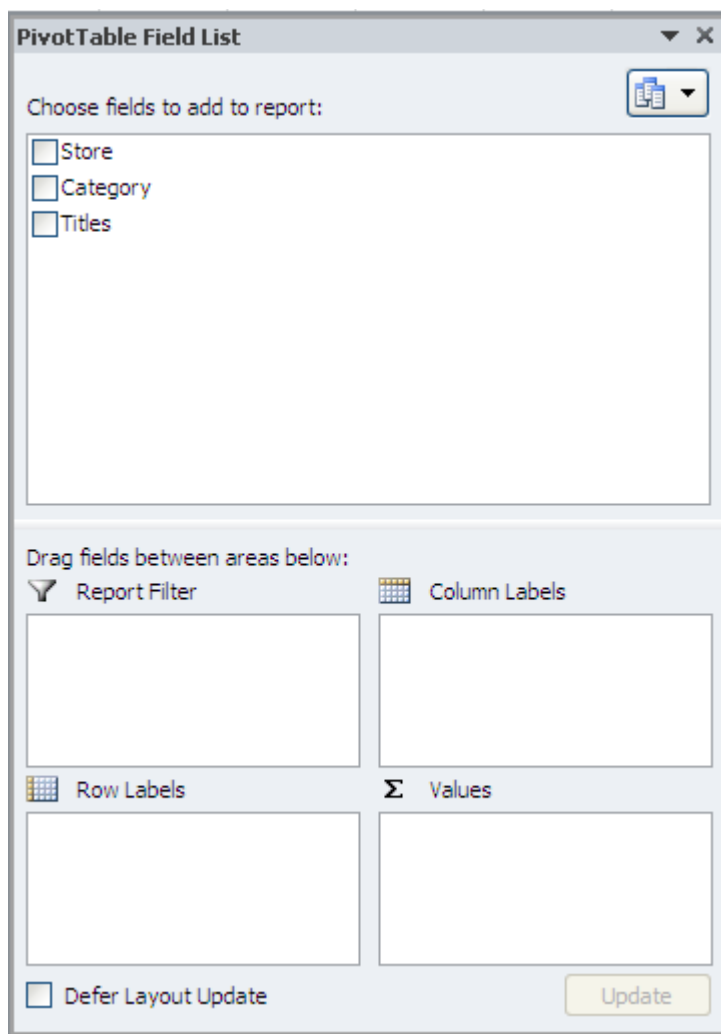 PivotTable Field List
Choose fields to add to report:
Store
Category
Titles
Drag fields between areas below:
Report Filter
Column Labels
Row Labels
Σ Values
Defer Layout Update
Update